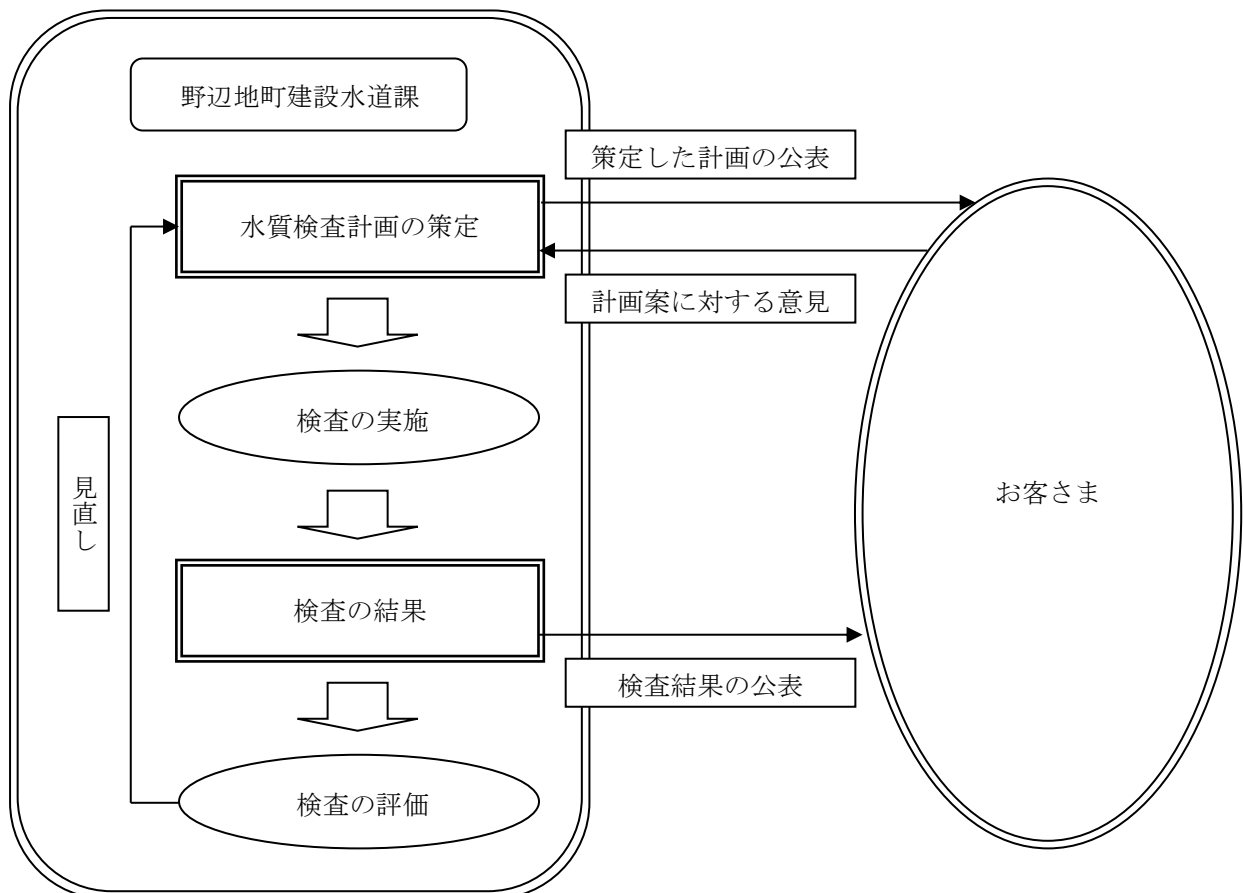 野辺地町建設水道課
策定した計画の公表
水質検査計画の策定
計画案に対する意見
検査の実施
見直し
お客さま
検査の結果
検査結果の公表
検査の評価